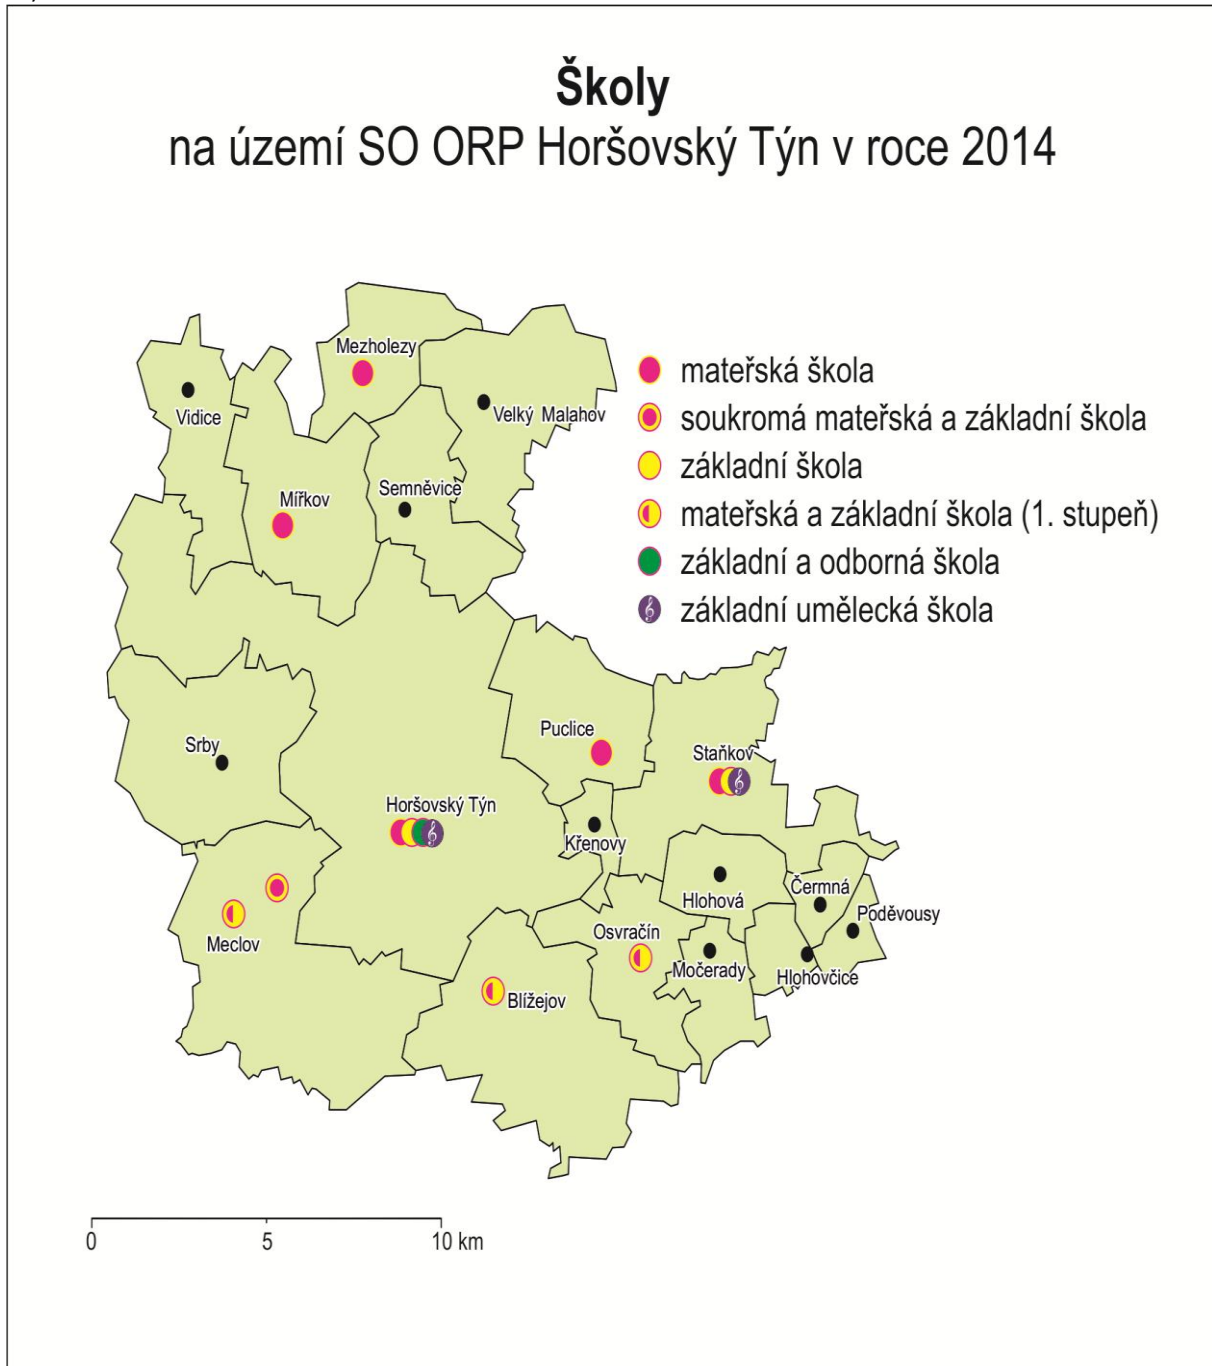 Školy
na území SO ORP Horšovský Týn v roce 2014
Mezholezy
mateřská škola
Vidice
Velký Malahov
soukromá mateřská a základní škola
základní škola
Mířkov
Semněvice
mateřská a základní škola (1. stupeň)
základní a odborná škola
základní umělecká škola
Srby
Puclice
Staňkov
Horšovský Týn
Křenovy
Hlohová
Čermná
Poděvousy
Meclov
Osvračín
Močerady
Hlohovčice
Blížejov
0 5 10 km